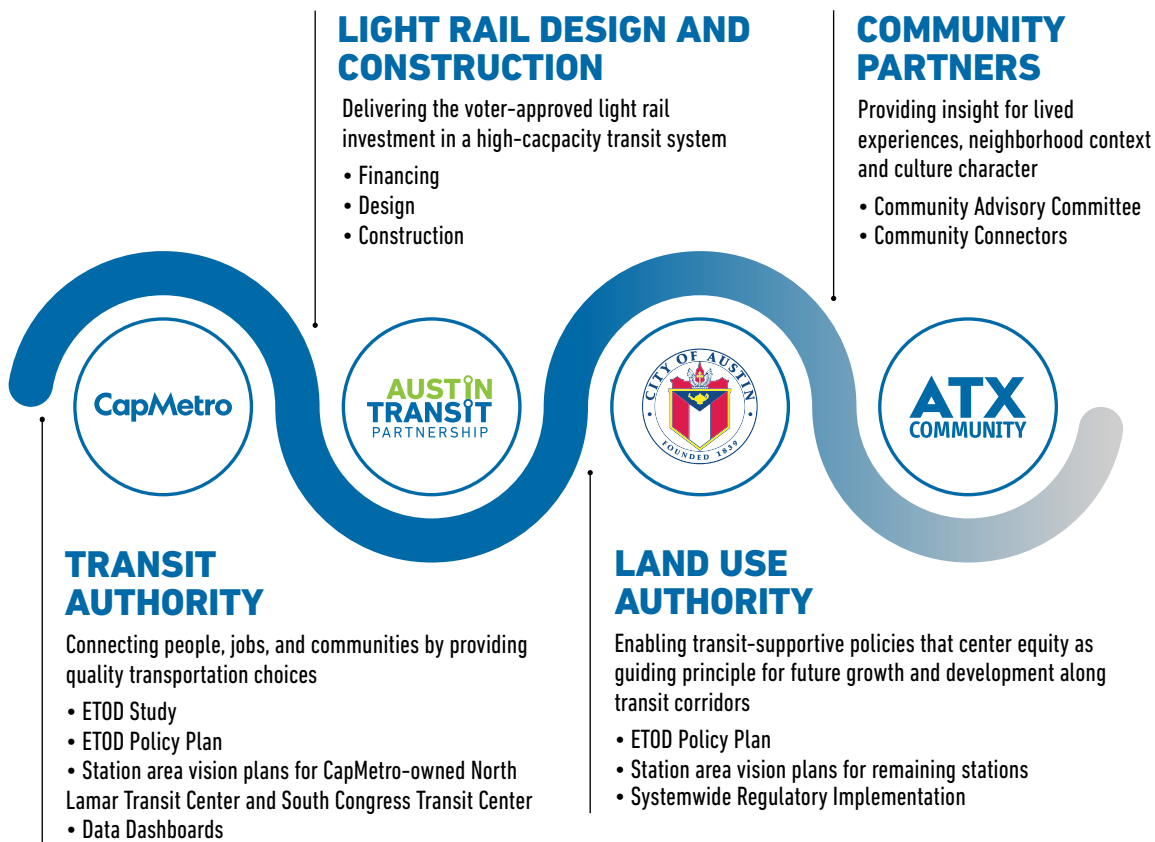 LIGHT RAIL DESIGN AND
CONSTRUCTION
Delivering the voter-approved light rail
investment in a high-cacpacity transit system
• Financing
• Design
• Construction
COMMUNITY
PARTNERS
Providing insight for lived
experiences, neighborhood context
and culture character
• Community Advisory Committee
• Community Connectors
CapMetro
AUSTIN
TRANSIT
PARTNERSHIP
CITY OF AUSTIN
FOUNDED 1839
ATX
COMMUNITY
TRANSIT
AUTHORITY
Connecting people, jobs, and communities by providing
quality transportation choices
• ETOD Study
• ETOD Policy Plan
• Station area vision plans for CapMetro-owned North
Lamar Transit Center and South Congress Transit Center
• Data Dashboards
LAND USE
AUTHORITY
Enabling transit-supportive policies that center equity as
guiding principle for future growth and development along
transit corridors
• ETOD Policy Plan
• Station area vision plans for remaining stations
• Systemwide Regulatory Implementation